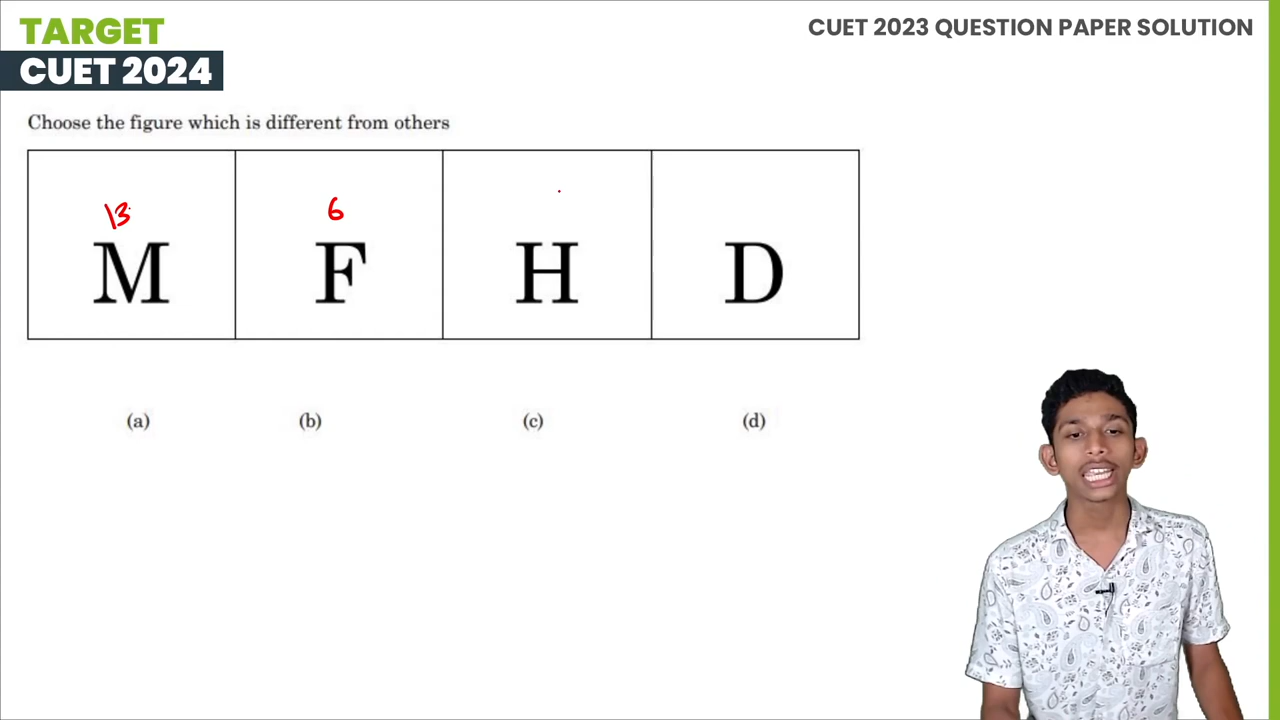 TARGET
CUET 2024
CUET 2023 QUESTION PAPER SOLUTION
Choose the figure which is different from others
13 6
M F H D
(a) (b) (c) (d)